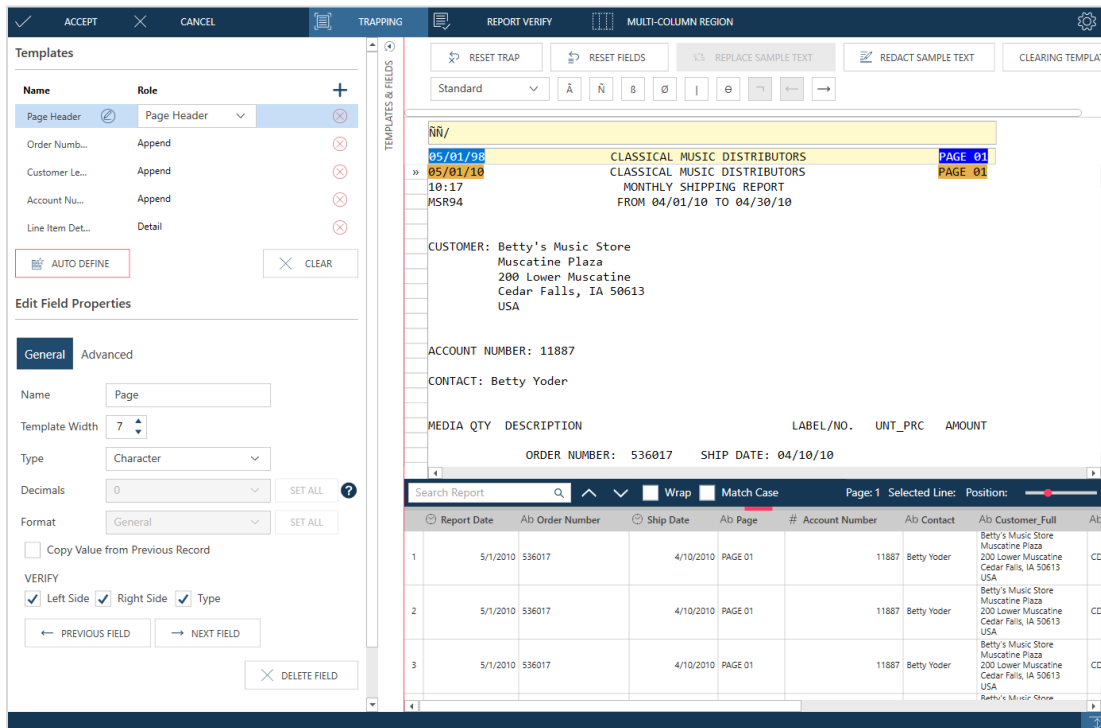 ACCEPT CANCEL TRAPPING REPORT VERIFY MULTI-COLUMN REGION
Templates
Name Role
Page Header Page Header
Order Numb... Append
Customer Le... Append
Account Nu... Append
Line Item Det... Detail
AUTO DEFINE CLEAR
Edit Field Properties
General Advanced
Name Page
Template Width 7
Type Character
Decimals 0 SET ALL ?
Format General SET ALL
Copy Value from Previous Record
VERIFY
Left Side Right Side Type
← PREVIOUS FIELD → NEXT FIELD
DELETE FIELD
TEMPLATES & FIELDS
RESET TRAP RESET FIELDS REPLACE SAMPLE TEXT REDACT SAMPLE TEXT CLEARING TEMPLAT
Standard Ã Ñ ß Ø | ɵ ¬ ← →
ÑÑ/
05/01/98 CLASSICAL MUSIC DISTRIBUTORS PAGE 01
» 05/01/10 CLASSICAL MUSIC DISTRIBUTORS PAGE 01
10:17 MONTHLY SHIPPING REPORT
MSR94 FROM 04/01/10 TO 04/30/10
CUSTOMER: Betty's Music Store
Muscatine Plaza
200 Lower Muscatine
Cedar Falls, IA 50613
USA
ACCOUNT NUMBER: 11887
CONTACT: Betty Yoder
MEDIA QTY DESCRIPTION LABEL/NO. UNT_PRC AMOUNT
ORDER NUMBER: 536017 SHIP DATE: 04/10/10
Search Report Wrap Match Case Page: 1 Selected Line: Position:
Report Date Ab Order Number Ship Date Ab Page # Account Number Ab Contact Ab Customer_Full Ab
1 5/1/2010 536017 4/10/2010 PAGE 01 11887 Betty Yoder Betty's Music Store
Muscatine Plaza
200 Lower Muscatine
Cedar Falls, IA 50613
USA CD
2 5/1/2010 536017 4/10/2010 PAGE 01 11887 Betty Yoder Betty's Music Store
Muscatine Plaza
200 Lower Muscatine
Cedar Falls, IA 50613
USA CD
3 5/1/2010 536017 4/10/2010 PAGE 01 11887 Betty Yoder Betty's Music Store
Muscatine Plaza
200 Lower Muscatine
Cedar Falls, IA 50613
USA CD
Betty's Music Store